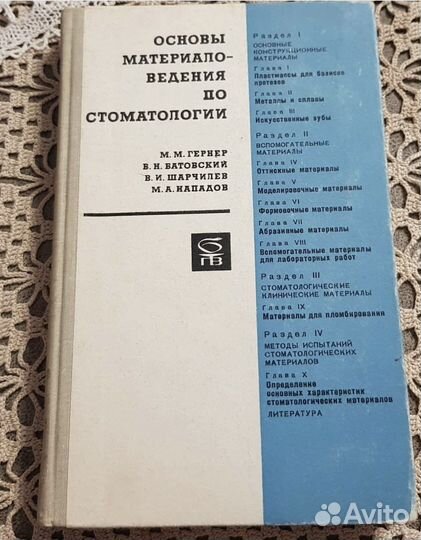 ОСНОВЫ
МАТЕРИАЛО-
ВЕДЕНИЯ
ПО
СТОМАТОЛОГИИ
М. М. ГЕРНЕР
Б. Н. БАТОВСКИЙ
В. И. ШАРЧИЛЕВ
М. А. НАПАДОВ
Раздел I
ОСНОВНЫЕ
КОНСТРУКЦИОННЫЕ
МАТЕРИАЛЫ
Глава I
Пластмассы для базисов
протезов
Глава II
Металлы и сплавы
Глава III
Искусственные зубы
Раздел II
ВСПОМОГАТЕЛЬНЫЕ
МАТЕРИАЛЫ
Глава IV
Оттискные материалы
Глава V
Моделировочные материалы
Глава VI
Формовочные материалы
Глава VII
Абразивные материалы
Глава VIII
Вспомогательные материалы
для лабораторных работ
Раздел III
СТОМАТОЛОГИЧЕСКИЕ
КЛИНИЧЕСКИЕ МАТЕРИАЛЫ
Глава IX
Материалы для пломбирования
Раздел IV
МЕТОДЫ ИСПЫТАНИЙ
СТОМАТОЛОГИЧЕСКИХ
МАТЕРИАЛОВ
Глава X
Определение
основных характеристик
стоматологических материалов
ЛИТЕРАТУРА
Avito